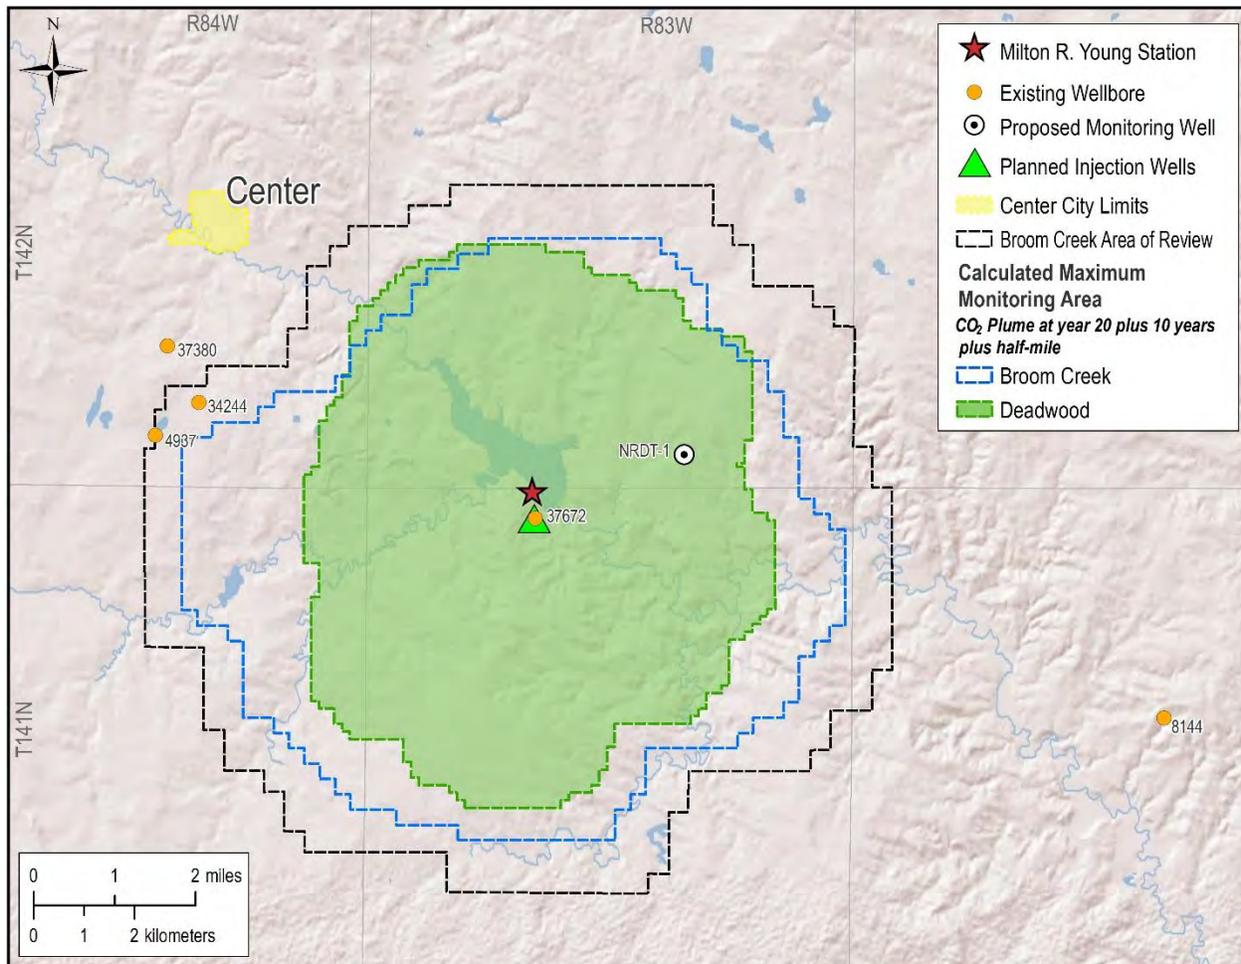 R84W
R83W
N
Milton R. Young Station
Existing Wellbore
Proposed Monitoring Well
Planned Injection Wells
Center City Limits
Broom Creek Area of Review
Calculated Maximum
Monitoring Area
CO2 Plume at year 20 plus 10 years
plus half-mile
Broom Creek
Deadwood
Center
T142N
37380
34244
4937
NRDT-1
37672
T141N
8144
0 1 2 miles
0 1 2 kilometers